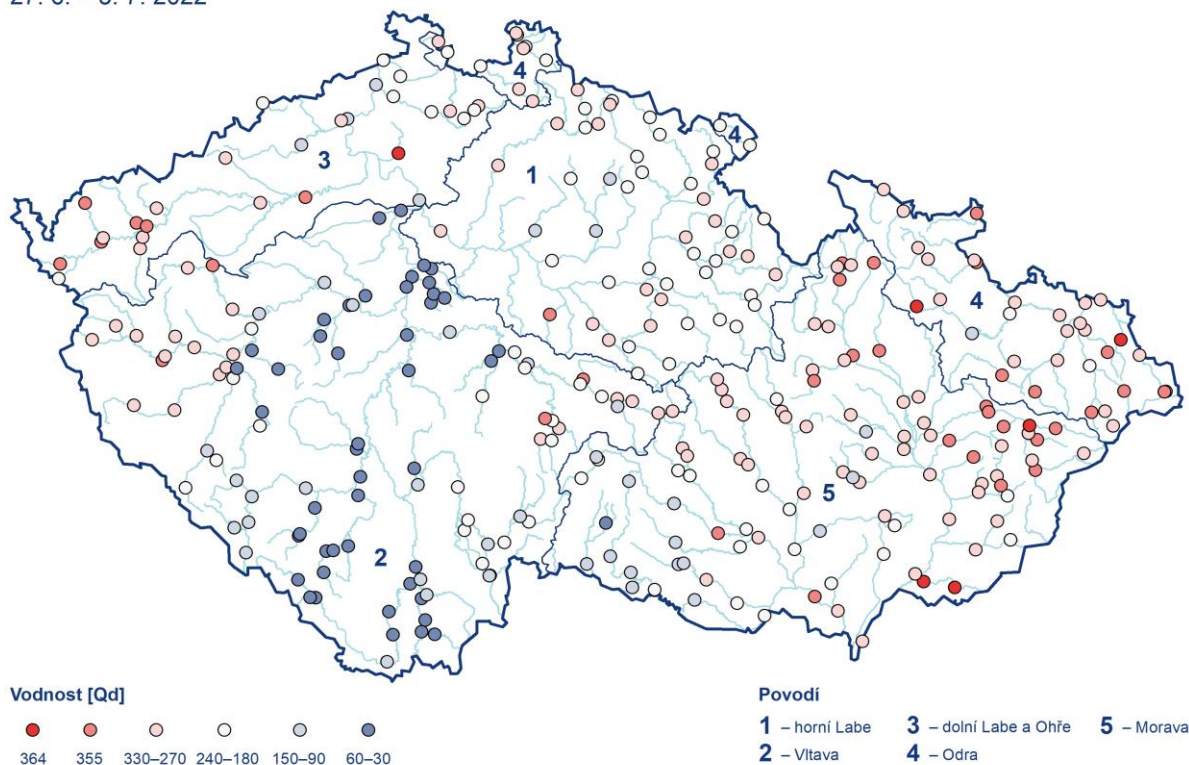 4
4
3
1
4
5
2
Vodnost [Qd]
364 355 330–270 240–180 150–90 60–30
Povodí
1 – horní Labe 3 – dolní Labe a Ohře 5 – Morava
2 – Vltava 4 – Odra